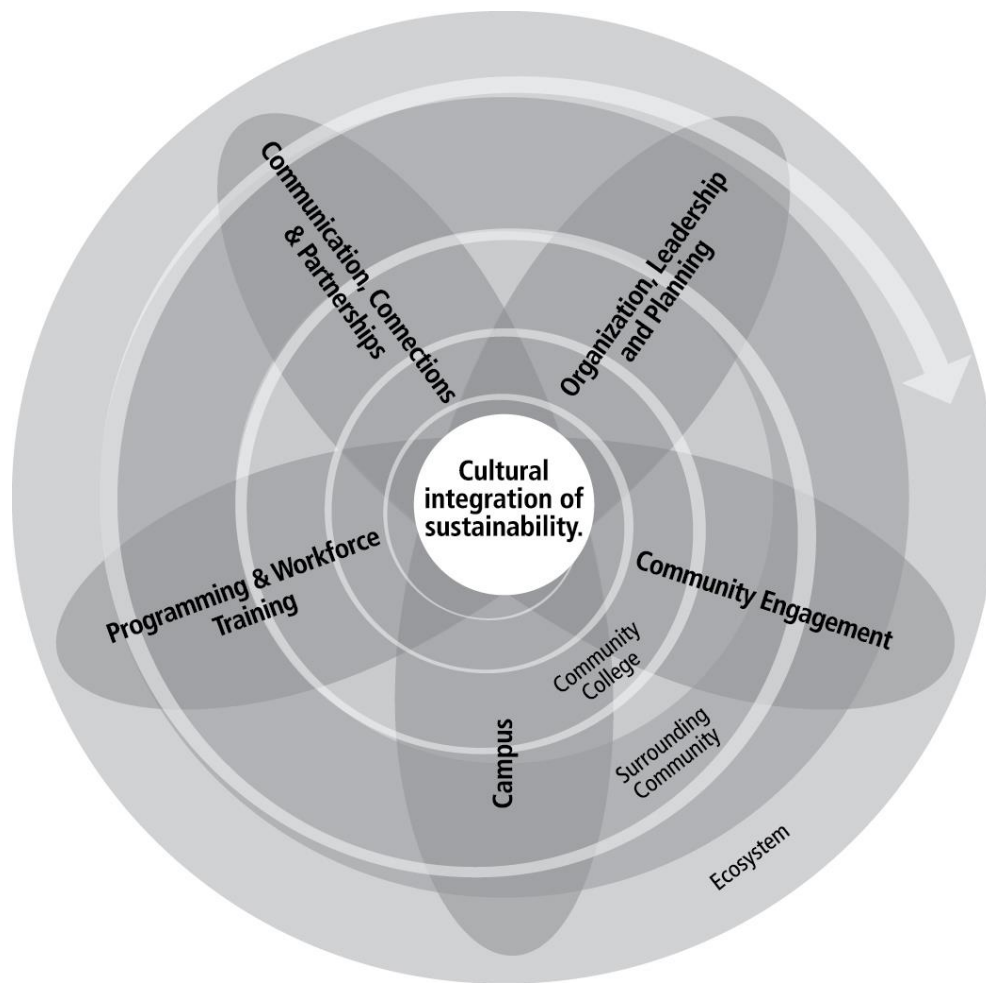 Communication, Connections
& Partnerships
Organization, Leadership
and Planning
Cultural
integration of
sustainability.
Programming & Workforce
Training
Community Engagement
Community
College
Campus
Surrounding
Community
Ecosystem